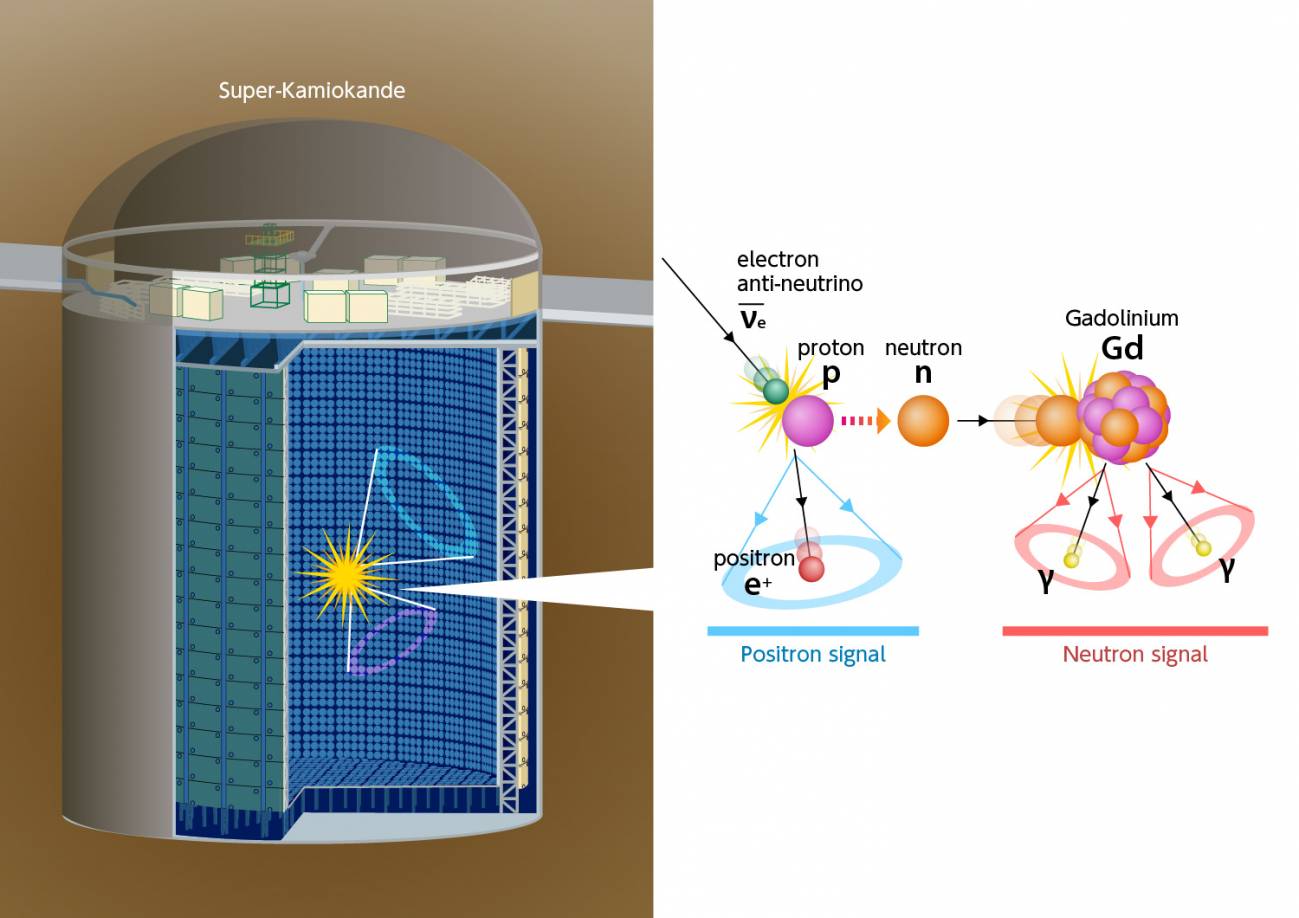 Super-Kamiokande
electron
anti-neutrino
ν̅e
proton
p
neutron
n
Gadolinium
Gd
positron
e⁺
γ
γ
Positron signal
Neutron signal